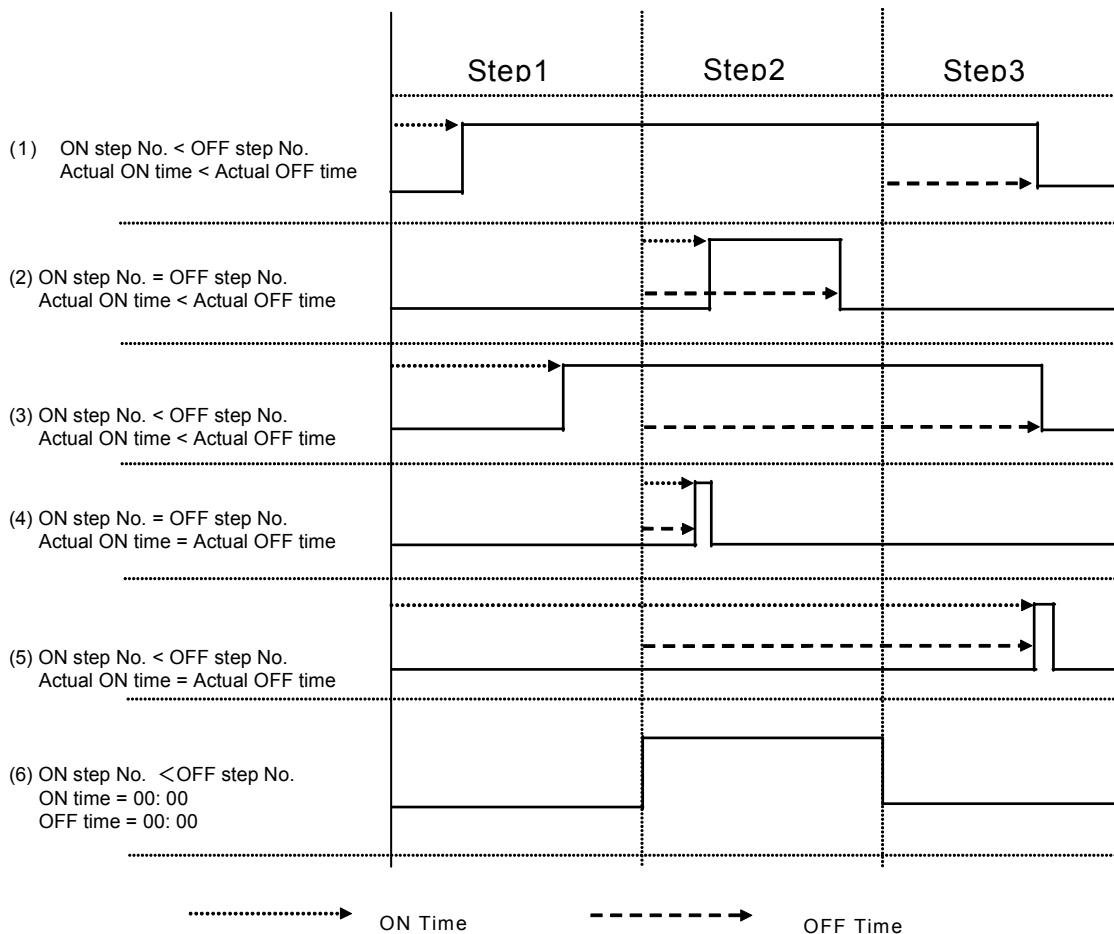 Step1 Step2 Step3
(1) ON step No. < OFF step No.
Actual ON time < Actual OFF time
(2) ON step No. = OFF step No.
Actual ON time < Actual OFF time
(3) ON step No. < OFF step No.
Actual ON time < Actual OFF time
(4) ON step No. = OFF step No.
Actual ON time = Actual OFF time
(5) ON step No. < OFF step No.
Actual ON time = Actual OFF time
(6) ON step No. <OFF step No.
ON time = 00: 00
OFF time = 00: 00
ON Time OFF Time